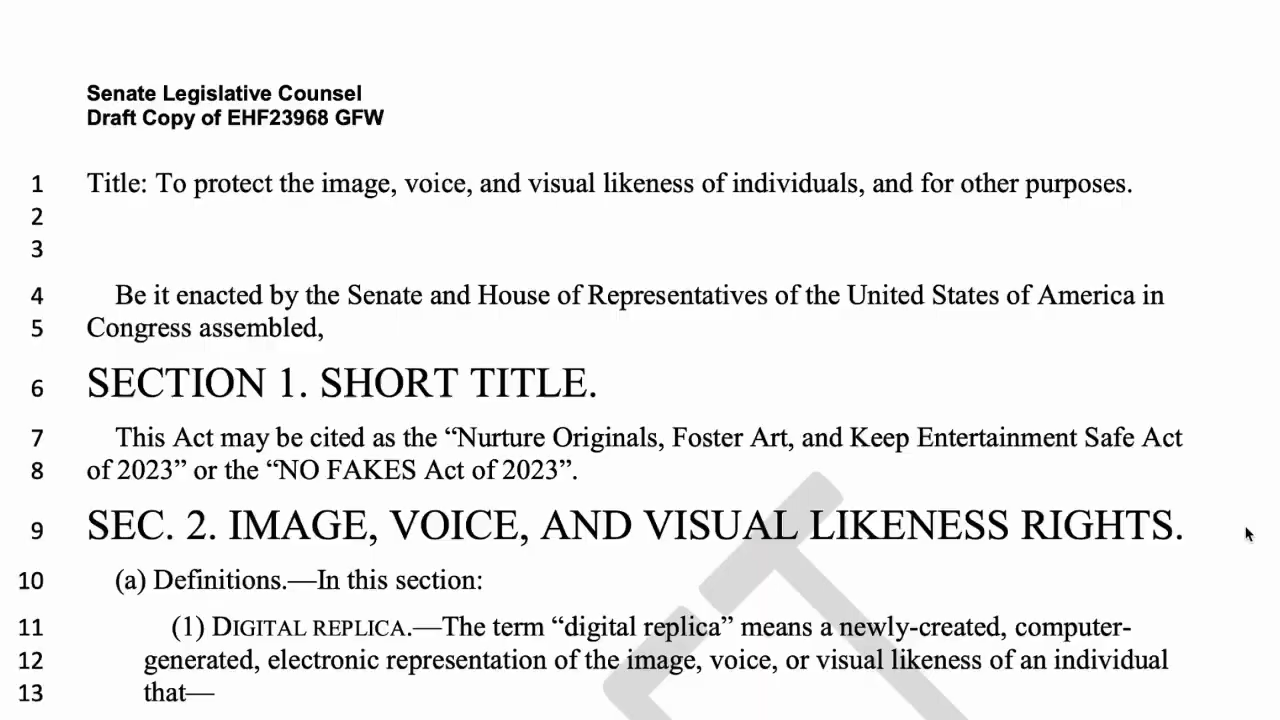 Senate Legislative Counsel
Draft Copy of EHF23968 GFW
1 Title: To protect the image, voice, and visual likeness of individuals, and for other purposes.
2
3
4 Be it enacted by the Senate and House of Representatives of the United States of America in
5 Congress assembled,
6 SECTION 1. SHORT TITLE.
7 This Act may be cited as the “Nurture Originals, Foster Art, and Keep Entertainment Safe Act
8 of 2023” or the “NO FAKES Act of 2023”.
9 SEC. 2. IMAGE, VOICE, AND VISUAL LIKENESS RIGHTS.
10 (a) Definitions.—In this section:
11 (1) DIGITAL REPLICA.—The term “digital replica” means a newly-created, computer-
12 generated, electronic representation of the image, voice, or visual likeness of an individual
13 that—